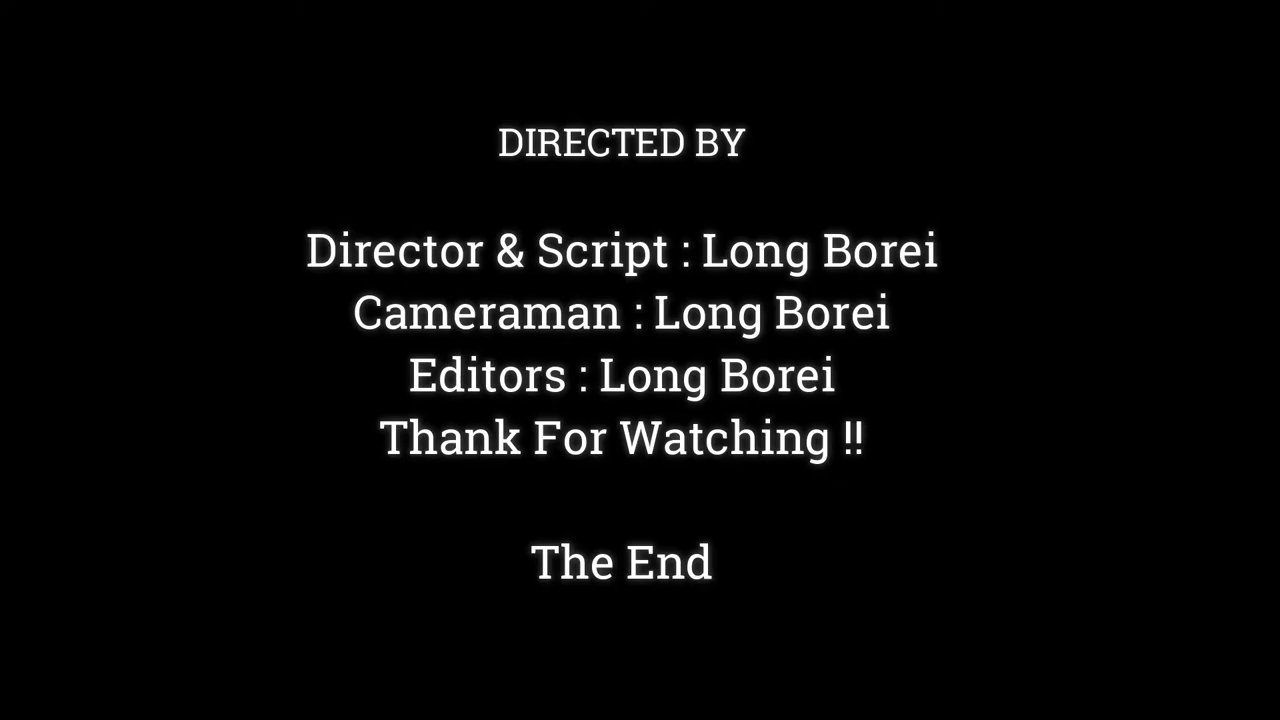 DIRECTED BY
Director & Script : Long Borei
Cameraman : Long Borei
Editors : Long Borei
Thank For Watching !!
The End